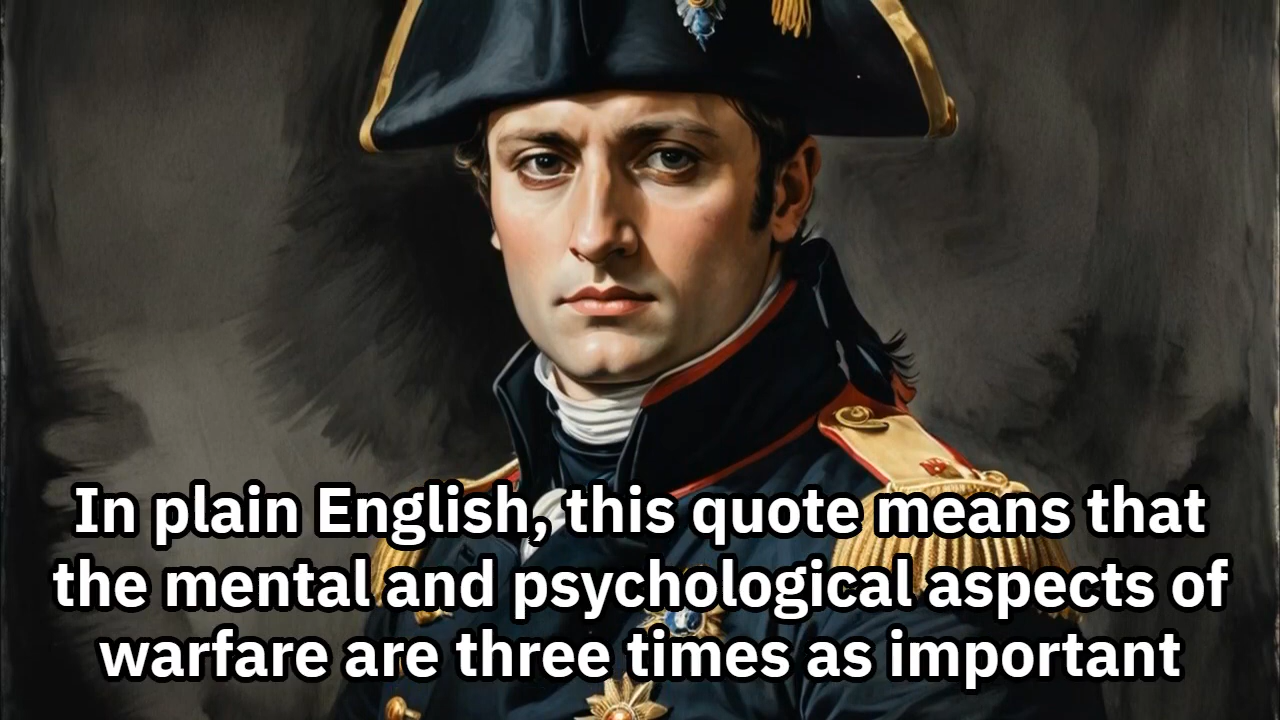 In plain English, this quote means that
the mental and psychological aspects of
warfare are three times as important